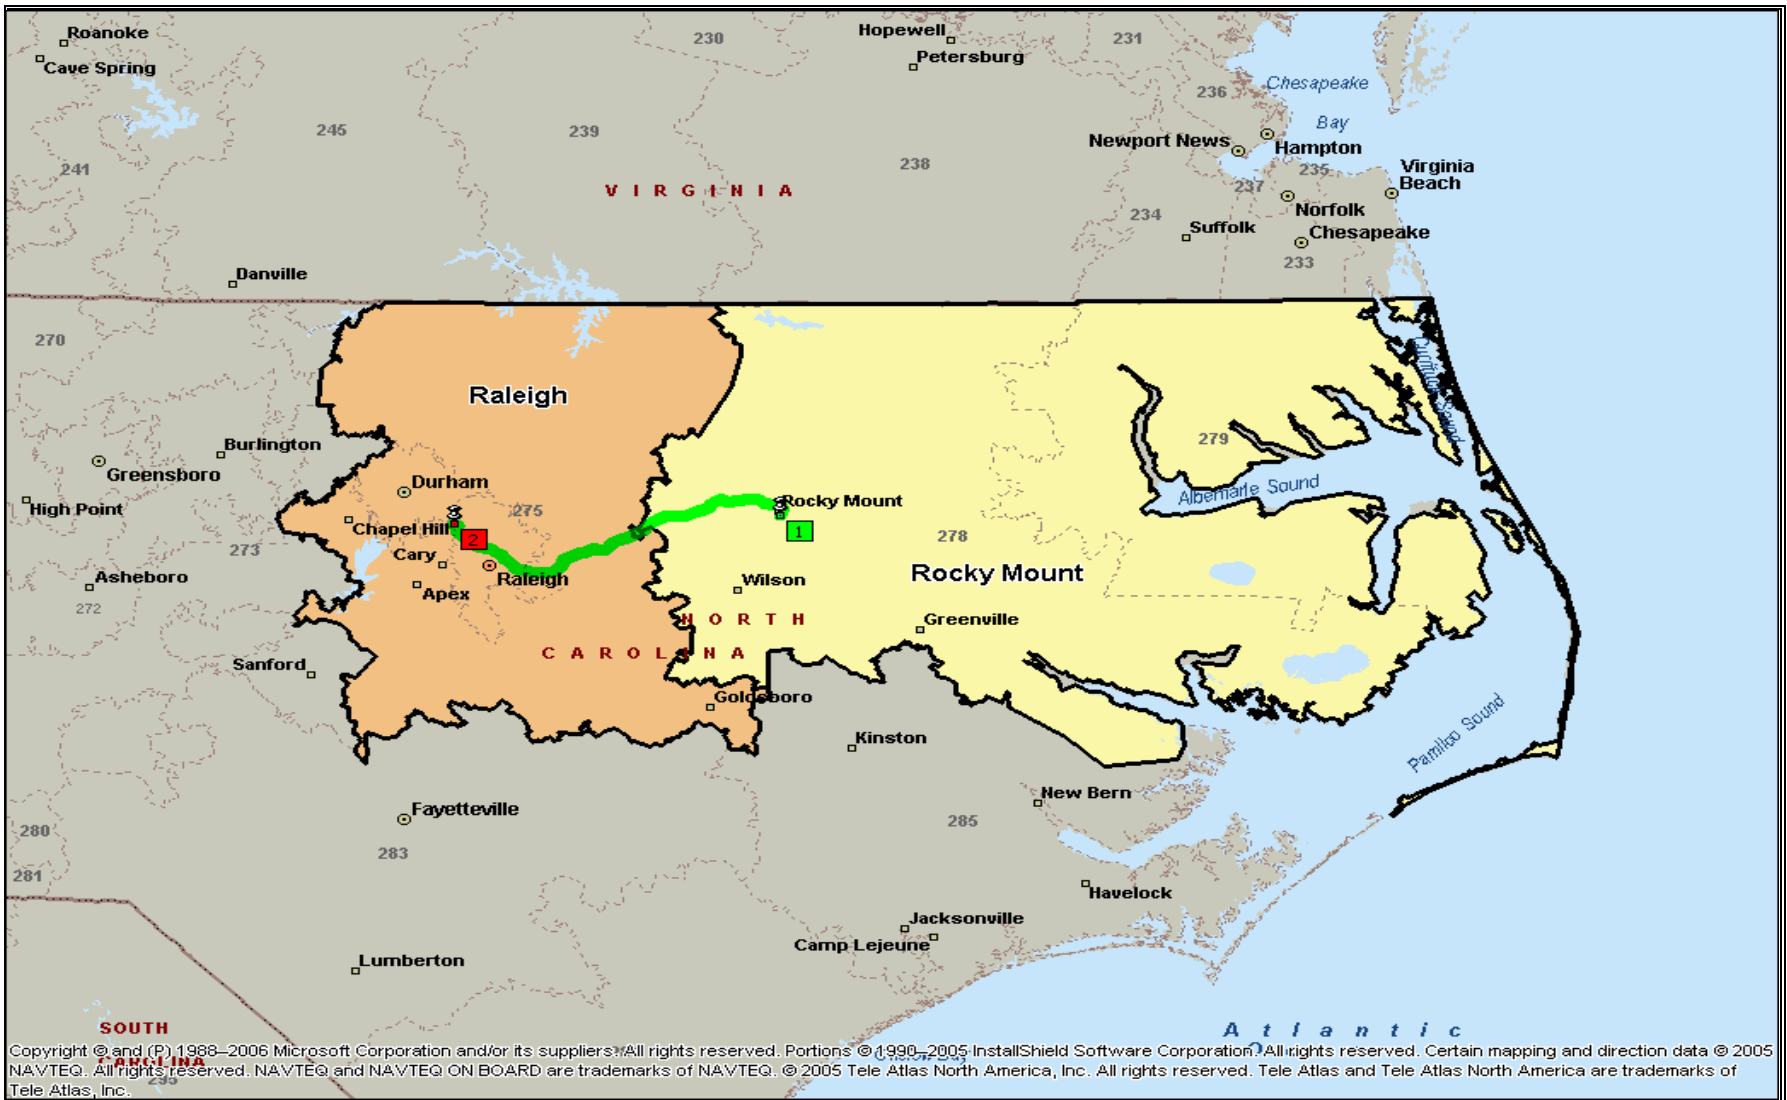 Roanoke
Cave Spring
230
Hopewell
Petersburg
231
Chesapeake
Bay
236
245
239
238
241
Newport News
Hampton
235
Virginia
Beach
237
VIRGINIA
234
Norfolk
Suffolk
Chesapeake
233
Danville
270
Raleigh
Currituck Sound
Burlington
Greensboro
279
Durham
High Point
Albemarle Sound
Rocky Mount
Chapel Hill
275
2
1
278
273
Cary
Raleigh
Rocky Mount
Asheboro
Apex
Wilson
272
NORTH
Greenville
CAROLINA
Sanford
Goldsboro
Pamlico Sound
Kinston
New Bern
Fayetteville
280
285
283
281
Havelock
Jacksonville
Camp Lejeune
Lumberton
SOUTH
CAROLINA
Atlantic
295
Copyright © and (P) 1988–2006 Microsoft Corporation and/or its suppliers. All rights reserved. Portions © 1990–2005 InstallShield Software Corporation. All rights reserved. Certain mapping and direction data © 2005
NAVTEQ. All rights reserved. NAVTEQ and NAVTEQ ON BOARD are trademarks of NAVTEQ. © 2005 Tele Atlas North America, Inc. All rights reserved. Tele Atlas and Tele Atlas North America are trademarks of
Tele Atlas, Inc.